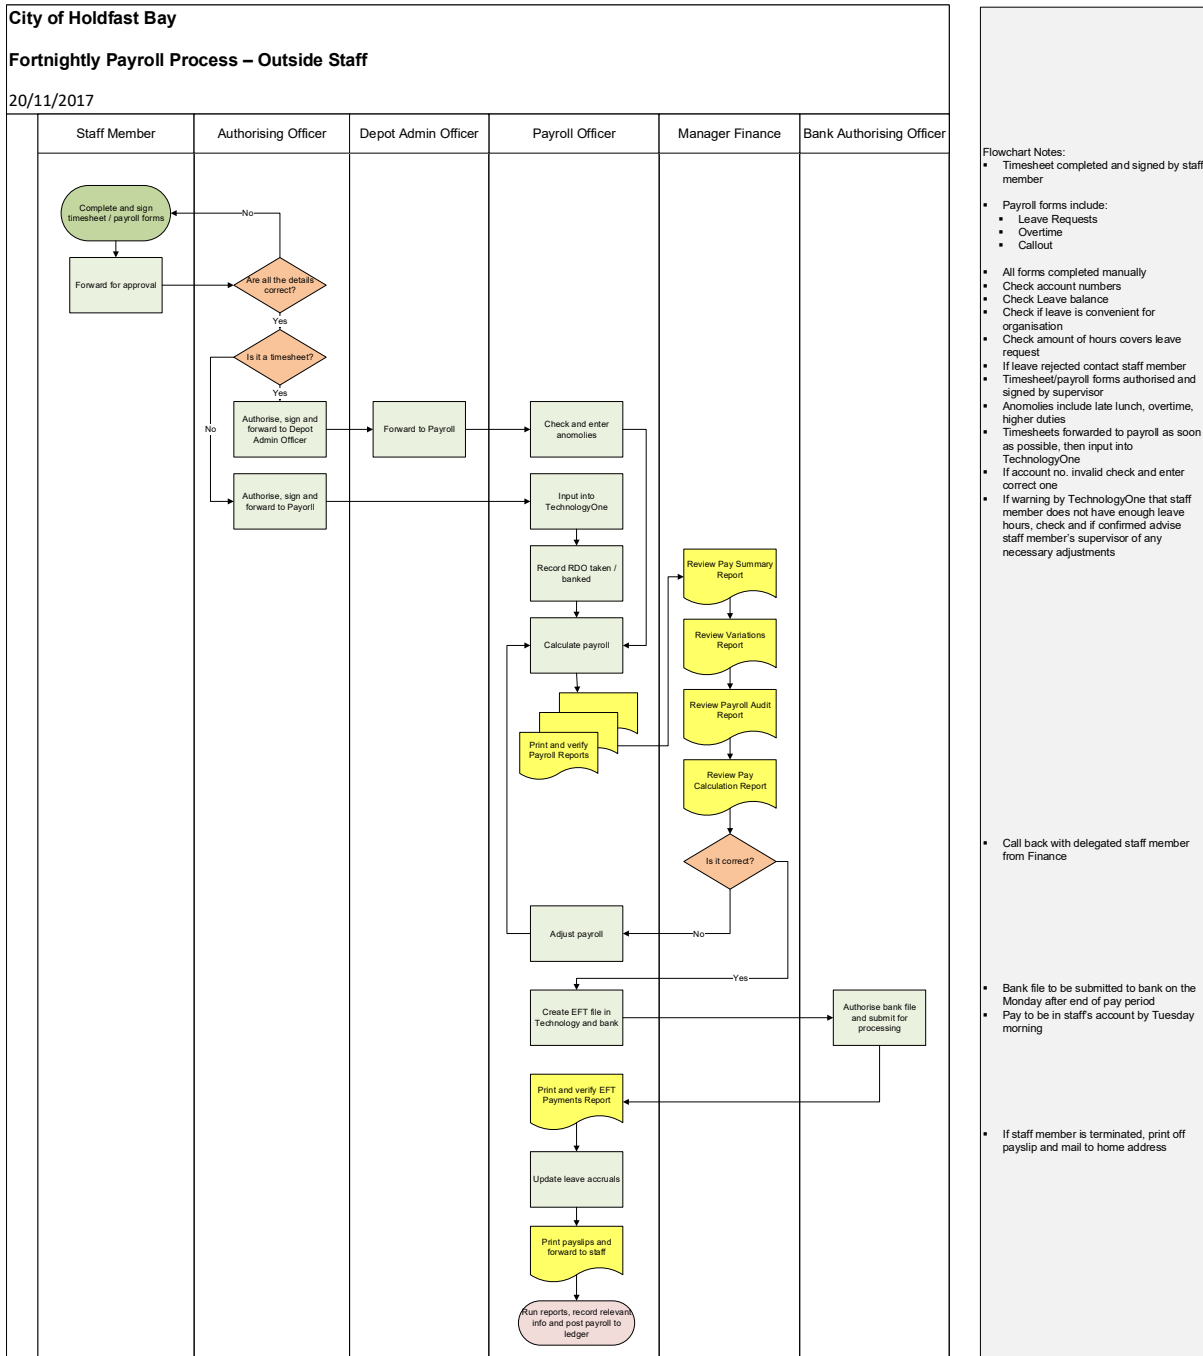 City of Holdfast Bay
Fortnightly Payroll Process – Outside Staff
20/11/2017
Staff Member
Authorising Officer
Depot Admin Officer
Payroll Officer
Manager Finance
Bank Authorising Officer
Complete and sign
timesheet / payroll forms
No
Forward for approval
Are all the details
correct?
Yes
Is it a timesheet?
Yes
No
Authorise, sign and
forward to Depot
Admin Officer
Forward to Payroll
Check and enter
anomolies
Authorise, sign and
forward to Payorll
Input into
TechnologyOne
Record RDO taken /
banked
Calculate payroll
Print and verify
Payroll Reports
Review Pay Summary
Report
Review Variations
Report
Review Payroll Audit
Report
Review Pay
Calculation Report
Is it correct?
No
Adjust payroll
Yes
Create EFT file in
Technology and bank
Authorise bank file
and submit for
processing
Print and verify EFT
Payments Report
Update leave accruals
Print payslips and
forward to staff
Run reports, record relevant
info and post payroll to
ledger
Flowchart Notes:
▪ Timesheet completed and signed by staff
member
▪ Payroll forms include:
▪ Leave Requests
▪ Overtime
▪ Callout
▪ All forms completed manually
▪ Check account numbers
▪ Check Leave balance
▪ Check if leave is convenient for
organisation
▪ Check amount of hours covers leave
request
▪ If leave rejected contact staff member
▪ Timesheet/payroll forms authorised and
signed by supervisor
▪ Anomolies include late lunch, overtime,
higher duties
▪ Timesheets forwarded to payroll as soon
as possible, then input into
TechnologyOne
▪ If account no. invalid check and enter
correct one
▪ If warning by TechnologyOne that staff
member does not have enough leave
hours, check and if confirmed advise
staff member's supervisor of any
necessary adjustments
▪ Call back with delegated staff member
from Finance
▪ Bank file to be submitted to bank on the
Monday after end of pay period
▪ Pay to be in staff's account by Tuesday
morning
▪ If staff member is terminated, print off
payslip and mail to home address